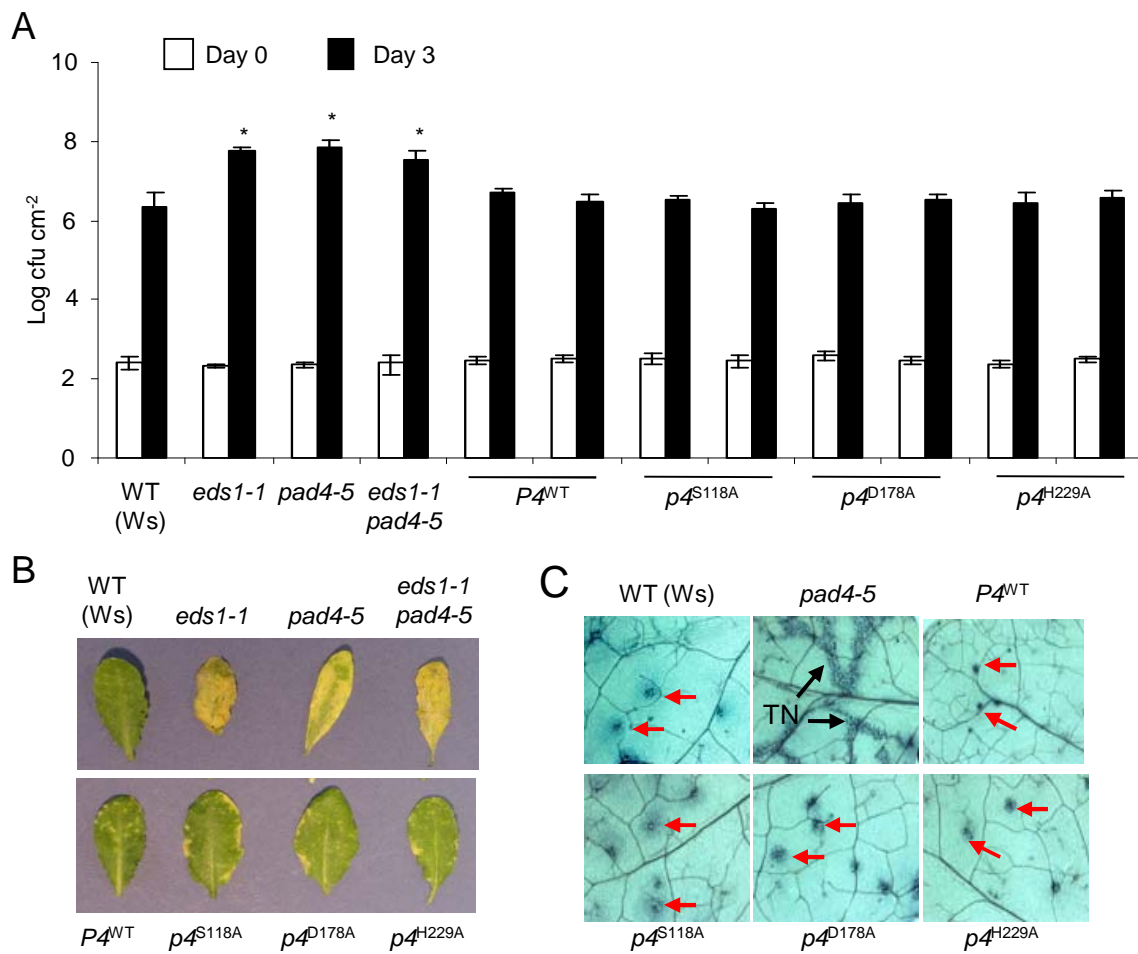 A
Day 0 Day 3
Log cfu cm-2
10
8
6
4
2
0
* * *
WT eds1-1 pad4-5 eds1-1 P4WT p4S118A p4D178A p4H229A
(Ws) pad4-5
B
WT eds1-1
(Ws) eds1-1 pad4-5 pad4-5
P4WT p4S118A p4D178A p4H229A
C
WT (Ws) pad4-5 P4WT
TN
p4S118A p4D178A p4H229A